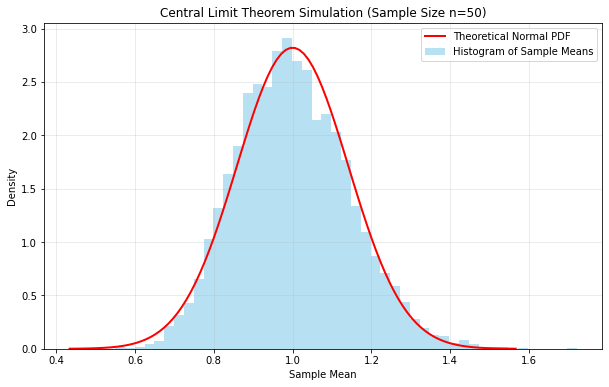 Central Limit Theorem Simulation (Sample Size n=50)
Theoretical Normal PDF
Histogram of Sample Means
3.0
2.5
2.0
1.5
1.0
0.5
0.0
Density
0.4 0.6 0.8 1.0 1.2 1.4 1.6
Sample Mean